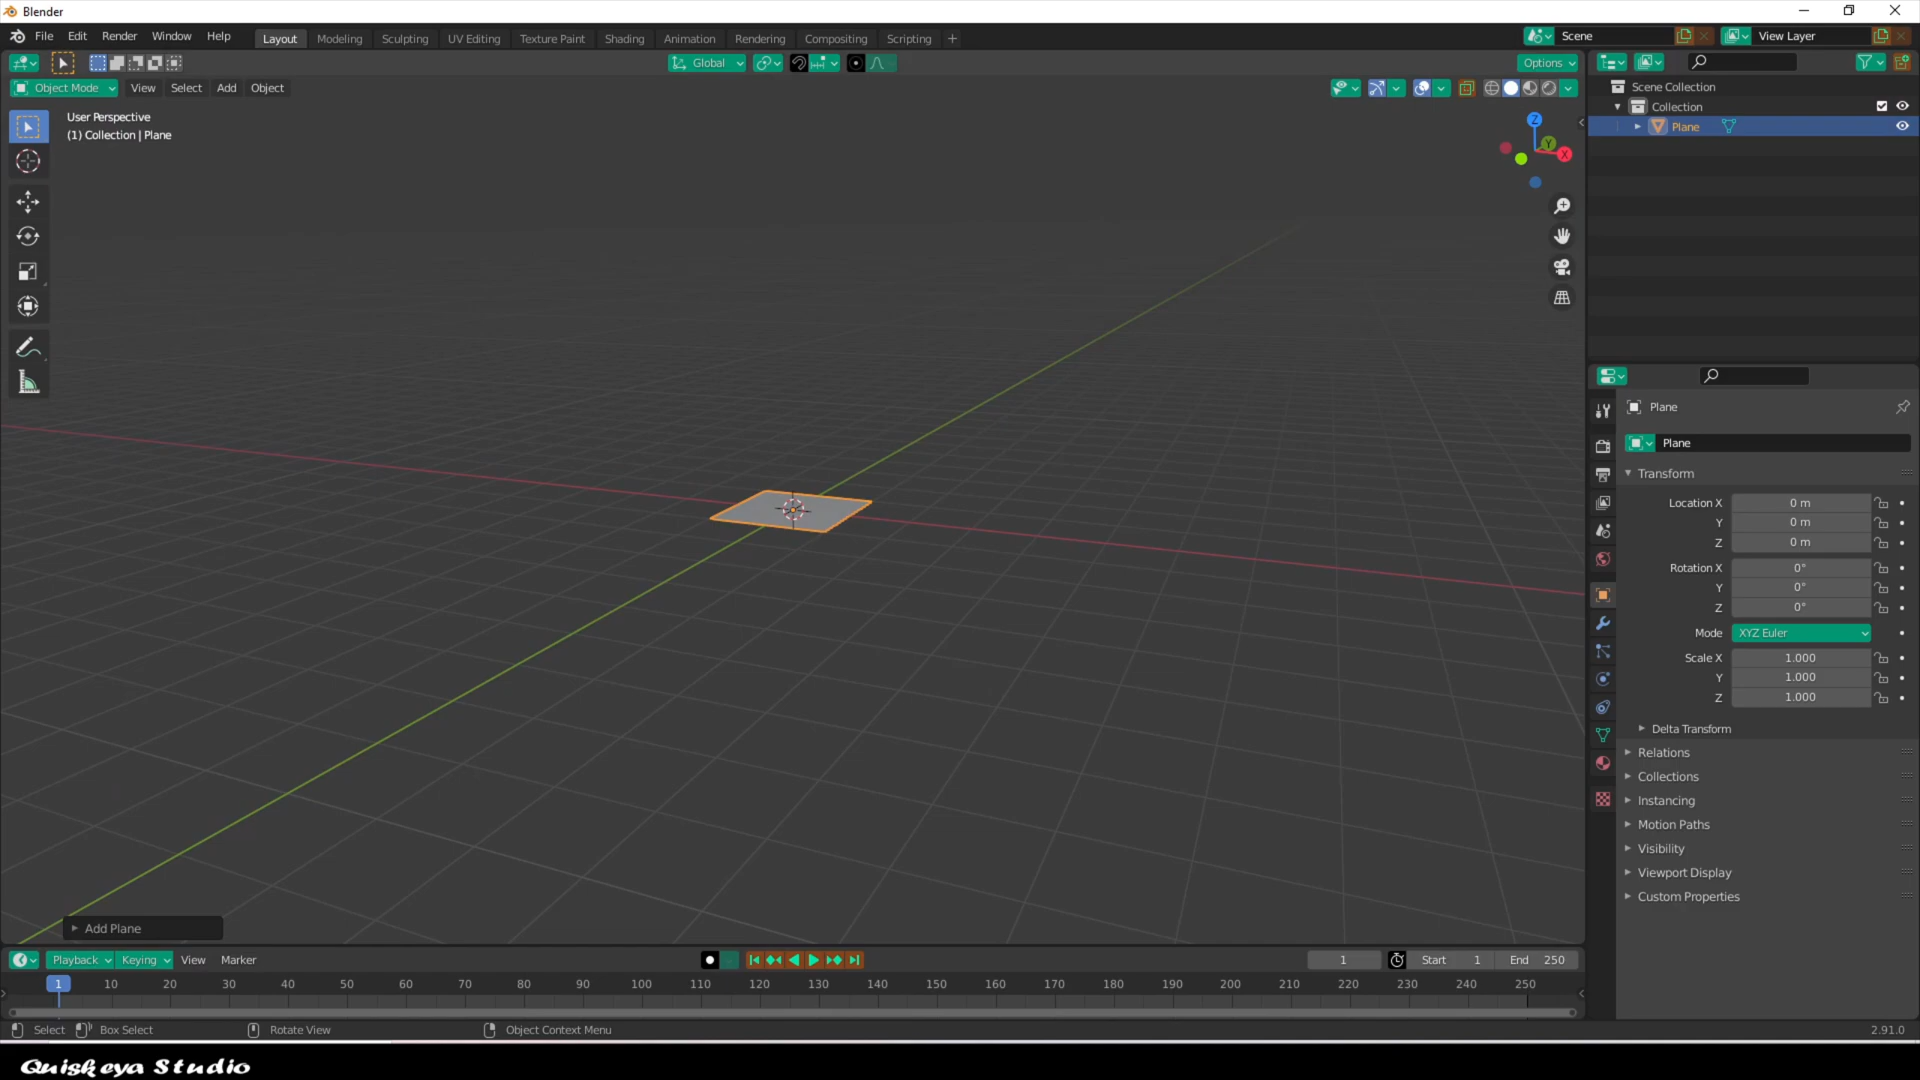 Blender
File Edit Render Window Help Layout Modeling Sculpting UV Editing Texture Paint Shading Animation Rendering Compositing Scripting + Scene View Layer
Global Options
Object Mode View Select Add Object
User Perspective
(1) Collection | Plane
Z
Y
X
Scene Collection
Collection
Plane
Plane
Plane
Transform
Location X 0 m
Y 0 m
Z 0 m
Rotation X 0°
Y 0°
Z 0°
Mode XYZ Euler
Scale X 1.000
Y 1.000
Z 1.000
Delta Transform
Relations
Collections
Instancing
Motion Paths
Visibility
Viewport Display
Custom Properties
Add Plane
Playback Keying View Marker 1 Start 1 End 250
1 10 20 30 40 50 60 70 80 90 100 110 120 130 140 150 160 170 180 190 200 210 220 230 240 250
Select Box Select Rotate View Object Context Menu 2.91.0
Quiskeya Studio